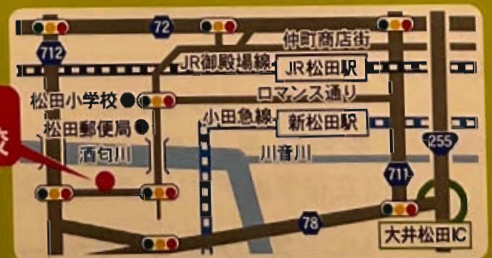 72
仲町商店街
712
JR御殿場線
JR松田駅
松田小学校
ロマンス通り
松田郵便局
小田急線
新松田駅
校
酒匂川
川音川
255
711
78
大井松田IC